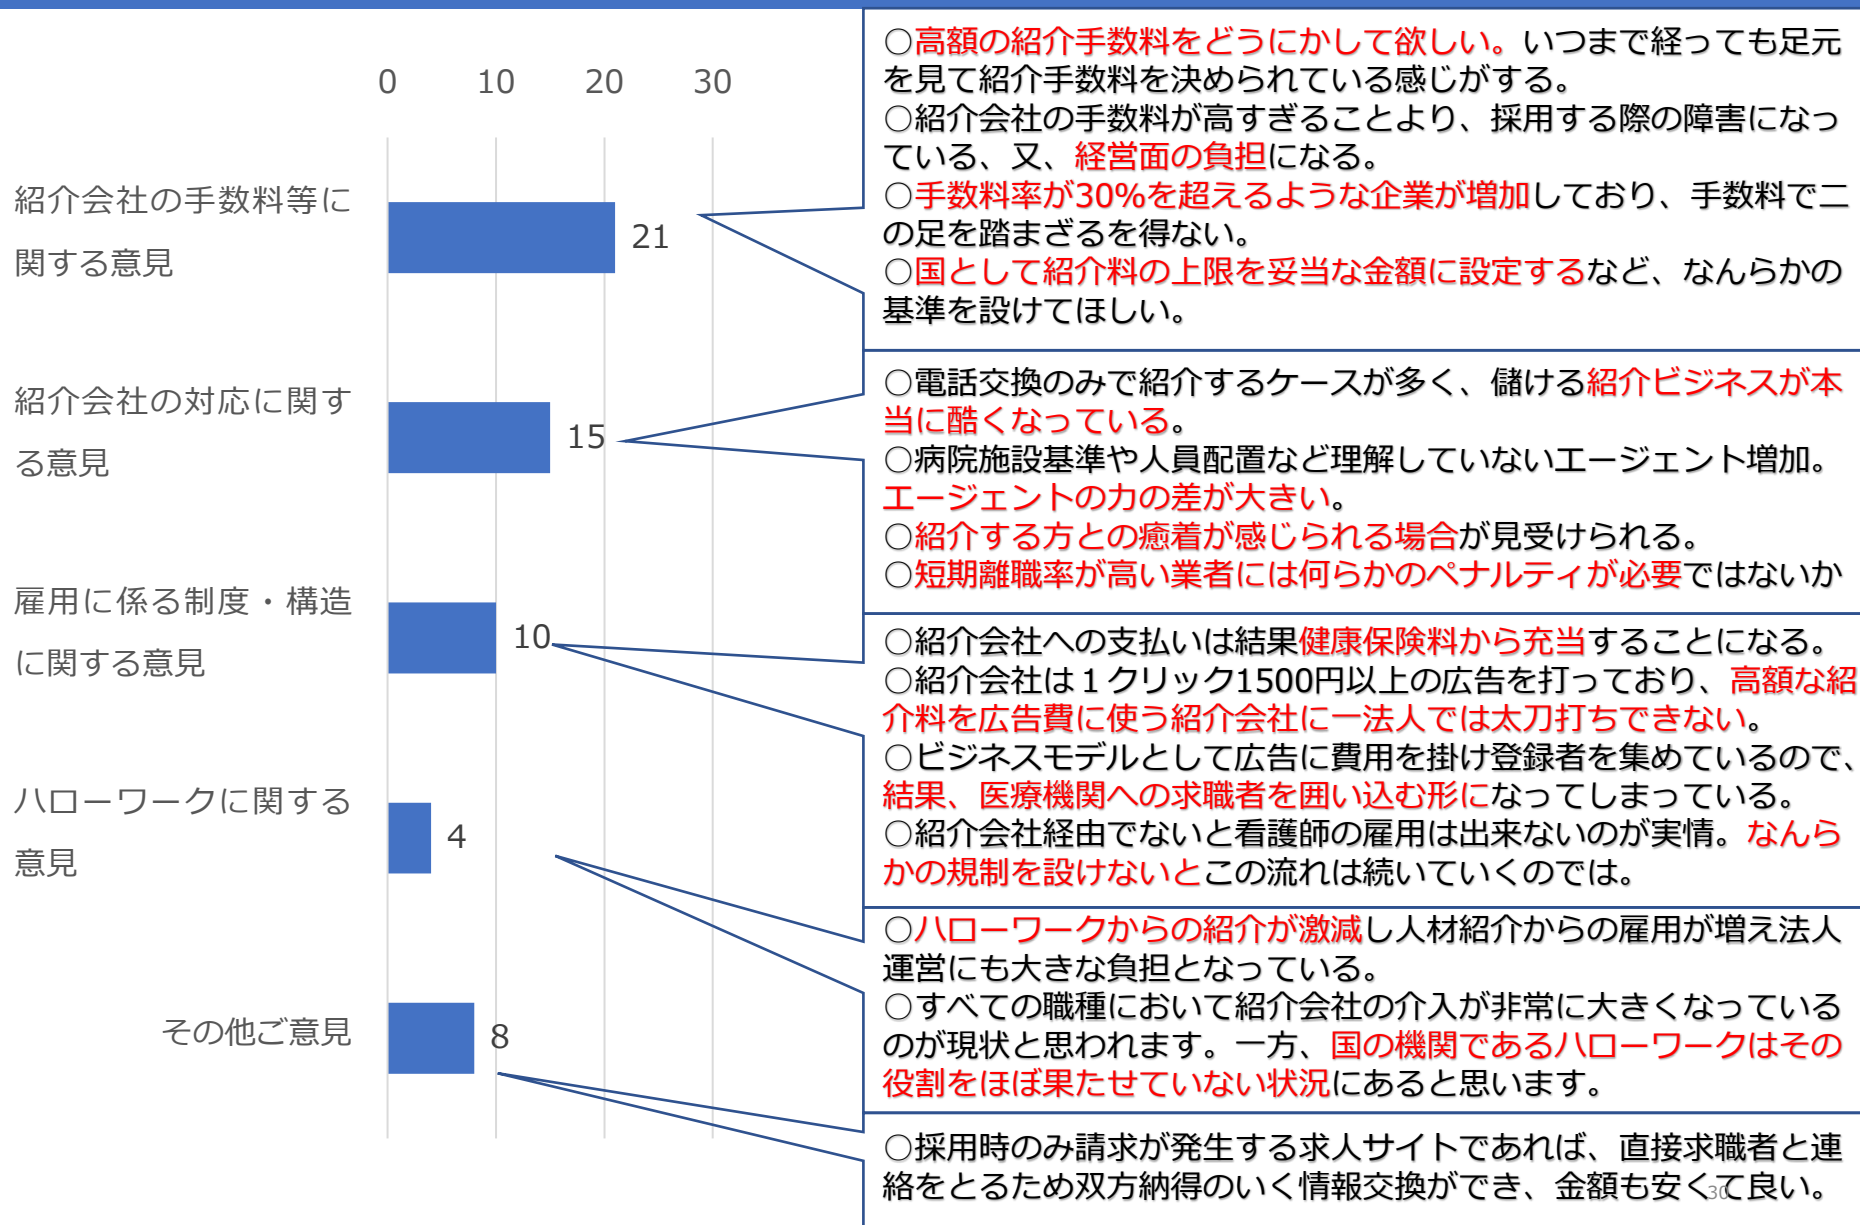 0 10 20 30
紹介会社の手数料等に
関する意見
21
紹介会社の対応に関す
る意見
15
雇用に係る制度・構造
に関する意見
10
ハローワークに関する
意見
4
その他ご意見
8
○高額の紹介手数料をどうにかして欲しい。いつまで経っても足元
を見て紹介手数料を決められている感じがする。
○紹介会社の手数料が高すぎることより、採用する際の障害になっ
ている、又、経営面の負担になる。
○手数料率が30%を超えるような企業が増加しており、手数料で二
の足を踏まざるを得ない。
○国として紹介料の上限を妥当な金額に設定するなど、なんらかの
基準を設けてほしい。
○電話交換のみで紹介するケースが多く、儲ける紹介ビジネスが本
当に酷くなっている。
○病院施設基準や人員配置など理解していないエージェント増加。
エージェントの力の差が大きい。
○紹介する方との癒着が感じられる場合が見受けられる。
○短期離職率が高い業者には何らかのペナルティが必要ではないか
○紹介会社への支払いは結果健康保険料から充当することになる。
○紹介会社は１クリック1500円以上の広告を打っており、高額な紹
介料を広告費に使う紹介会社に一法人では太刀打ちできない。
○ビジネスモデルとして広告に費用を掛け登録者を集めているので、
結果、医療機関への求職者を囲い込む形になってしまっている。
○紹介会社経由でないと看護師の雇用は出来ないのが実情。なんら
かの規制を設けないとこの流れは続いていくのでは。
○ハローワークからの紹介が激減し人材紹介からの雇用が増え法人
運営にも大きな負担となっている。
○すべての職種において紹介会社の介入が非常に大きくなっている
のが現状と思われます。一方、国の機関であるハローワークはその
役割をほぼ果たせていない状況にあると思います。
○採用時のみ請求が発生する求人サイトであれば、直接求職者と連
絡をとるため双方納得のいく情報交換ができ、金額も安くて良い。
30